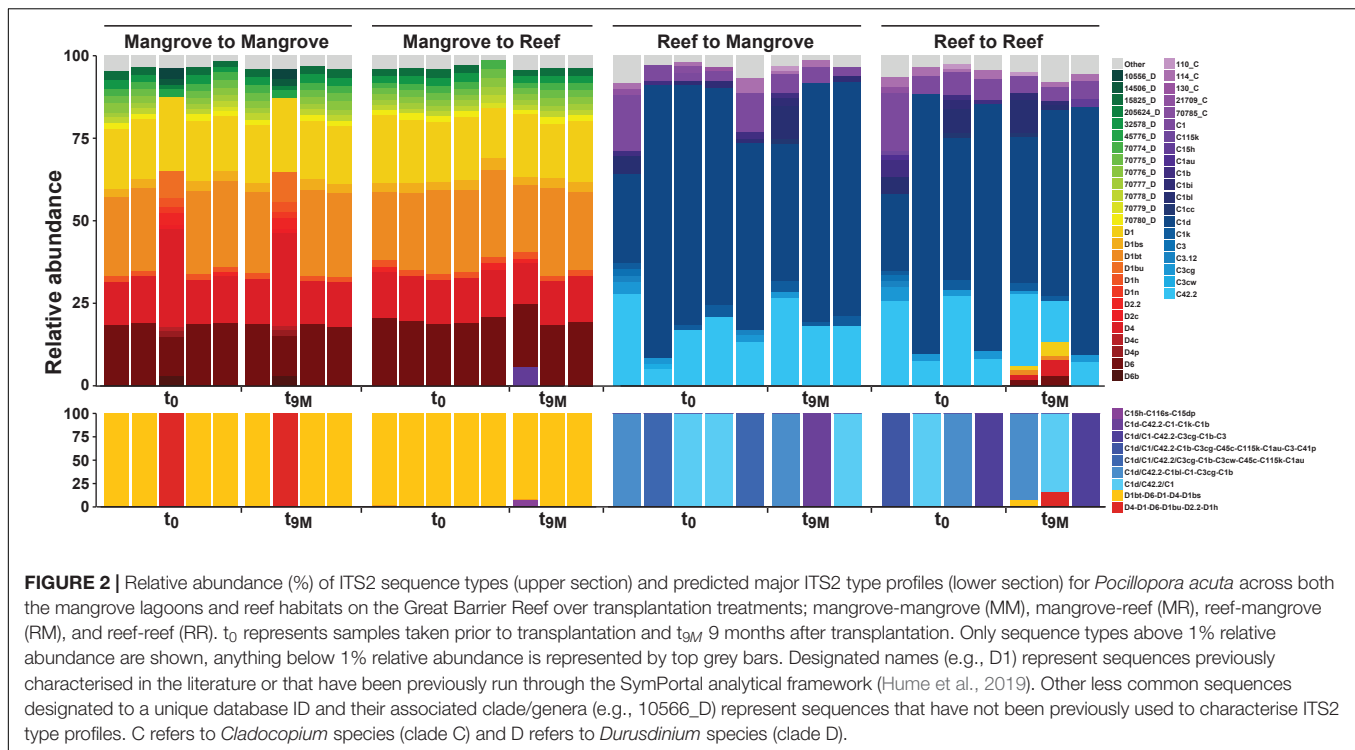 Mangrove to Mangrove
Mangrove to Reef
Reef to Mangrove
Reef to Reef
Relative abundance (%)
100
75
50
25
0
t0
t9M
t0
t9M
t0
t9M
t0
t9M
Other
10556_D
14506_D
15825_D
205624_D
32578_D
45776_D
70774_D
70775_D
70776_D
70777_D
70778_D
70779_D
70780_D
D1
D1bs
D1bt
D1bu
D1h
D1n
D2.2
D2c
D4
D4c
D4p
D6
D6b
110_C
114_C
130_C
21709_C
70785_C
C1
C115k
C15h
C1au
C1b
C1bi
C1bl
C1cc
C1d
C1k
C3
C3.12
C3cg
C3cw
C42.2
100
75
50
25
0
t0
t9M
t0
t9M
t0
t9M
t0
t9M
C15h-C116s-C15dp
C1d-C42.2-C1-C1k-C1b
C1d/C1-C42.2-C3cg-C1b-C3
C1d/C1/C42.2-C1b-C3cg-C45c-C115k-C1au-C3-C41p
C1d/C1/C42.2/C3cg-C1b-C3cw-C45c-C115k-C1au
C1d/C42.2-C1bl-C1-C3cg-C1b
C1d/C42.2/C1
D1bt-D6-D1-D4-D1bs
D4-D1-D6-D1bu-D2.2-D1h
FIGURE 2 | Relative abundance (%) of ITS2 sequence types (upper section) and predicted major ITS2 type profiles (lower section) for Pocillopora acuta across both
the mangrove lagoons and reef habitats on the Great Barrier Reef over transplantation treatments; mangrove-mangrove (MM), mangrove-reef (MR), reef-mangrove
(RM), and reef-reef (RR). t0 represents samples taken prior to transplantation and t9M 9 months after transplantation. Only sequence types above 1% relative
abundance are shown, anything below 1% relative abundance is represented by top grey bars. Designated names (e.g., D1) represent sequences previously
characterised in the literature or that have been previously run through the SymPortal analytical framework (Hume et al., 2019). Other less common sequences
designated to a unique database ID and their associated clade/genera (e.g., 10566_D) represent sequences that have not been previously used to characterise ITS2
type profiles. C refers to Cladocopium species (clade C) and D refers to Durusdinium species (clade D).